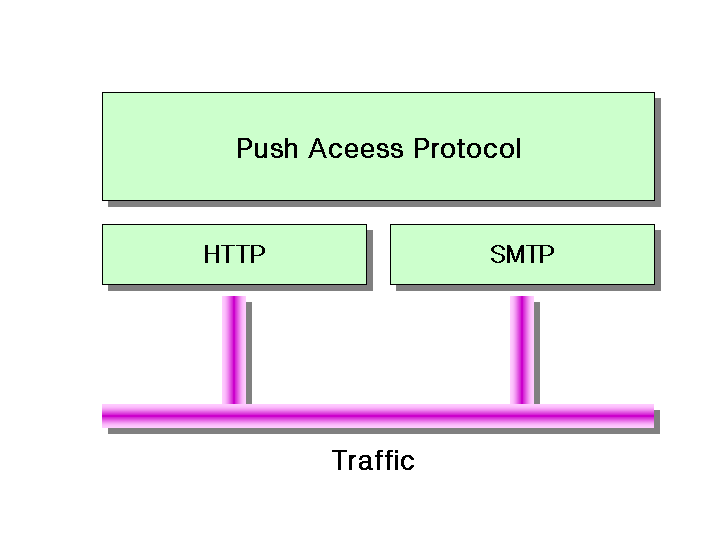 Push Aceess Protocol
HTTP
SMTP
Traffic